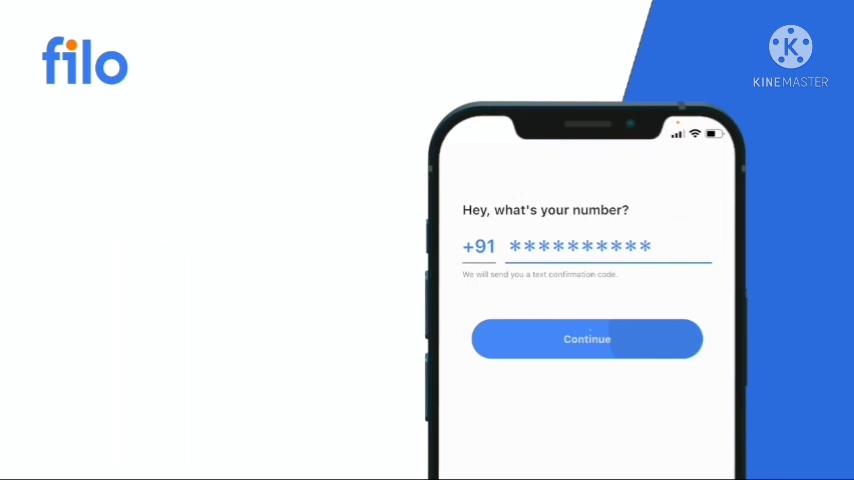 filo
K
KINEMASTER
Hey, what's your number?
+91 **********
We will send you a text confirmation code.
Continue